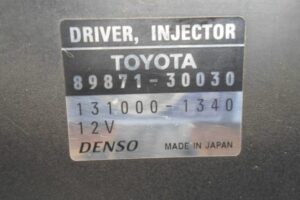 DRIVER, INJECTOR
TOYOTA
89871-30030
131000-1340
12V
DENSO MADE IN JAPAN